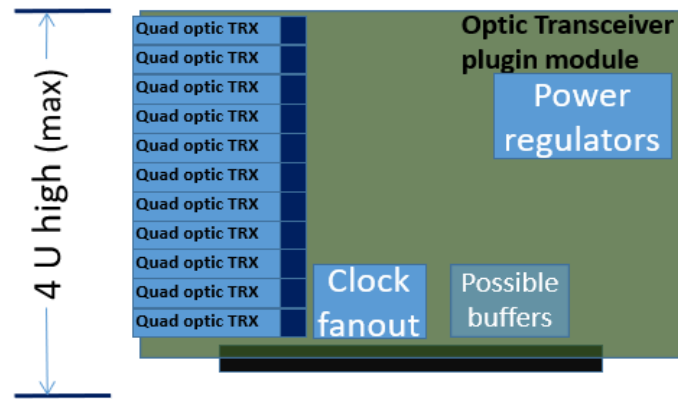 4 U high (max)
Quad optic TRX
Quad optic TRX
Quad optic TRX
Quad optic TRX
Quad optic TRX
Quad optic TRX
Quad optic TRX
Quad optic TRX
Quad optic TRX
Quad optic TRX
Quad optic TRX
Optic Transceiver
plugin module
Power
regulators
Clock
fanout
Possible
buffers